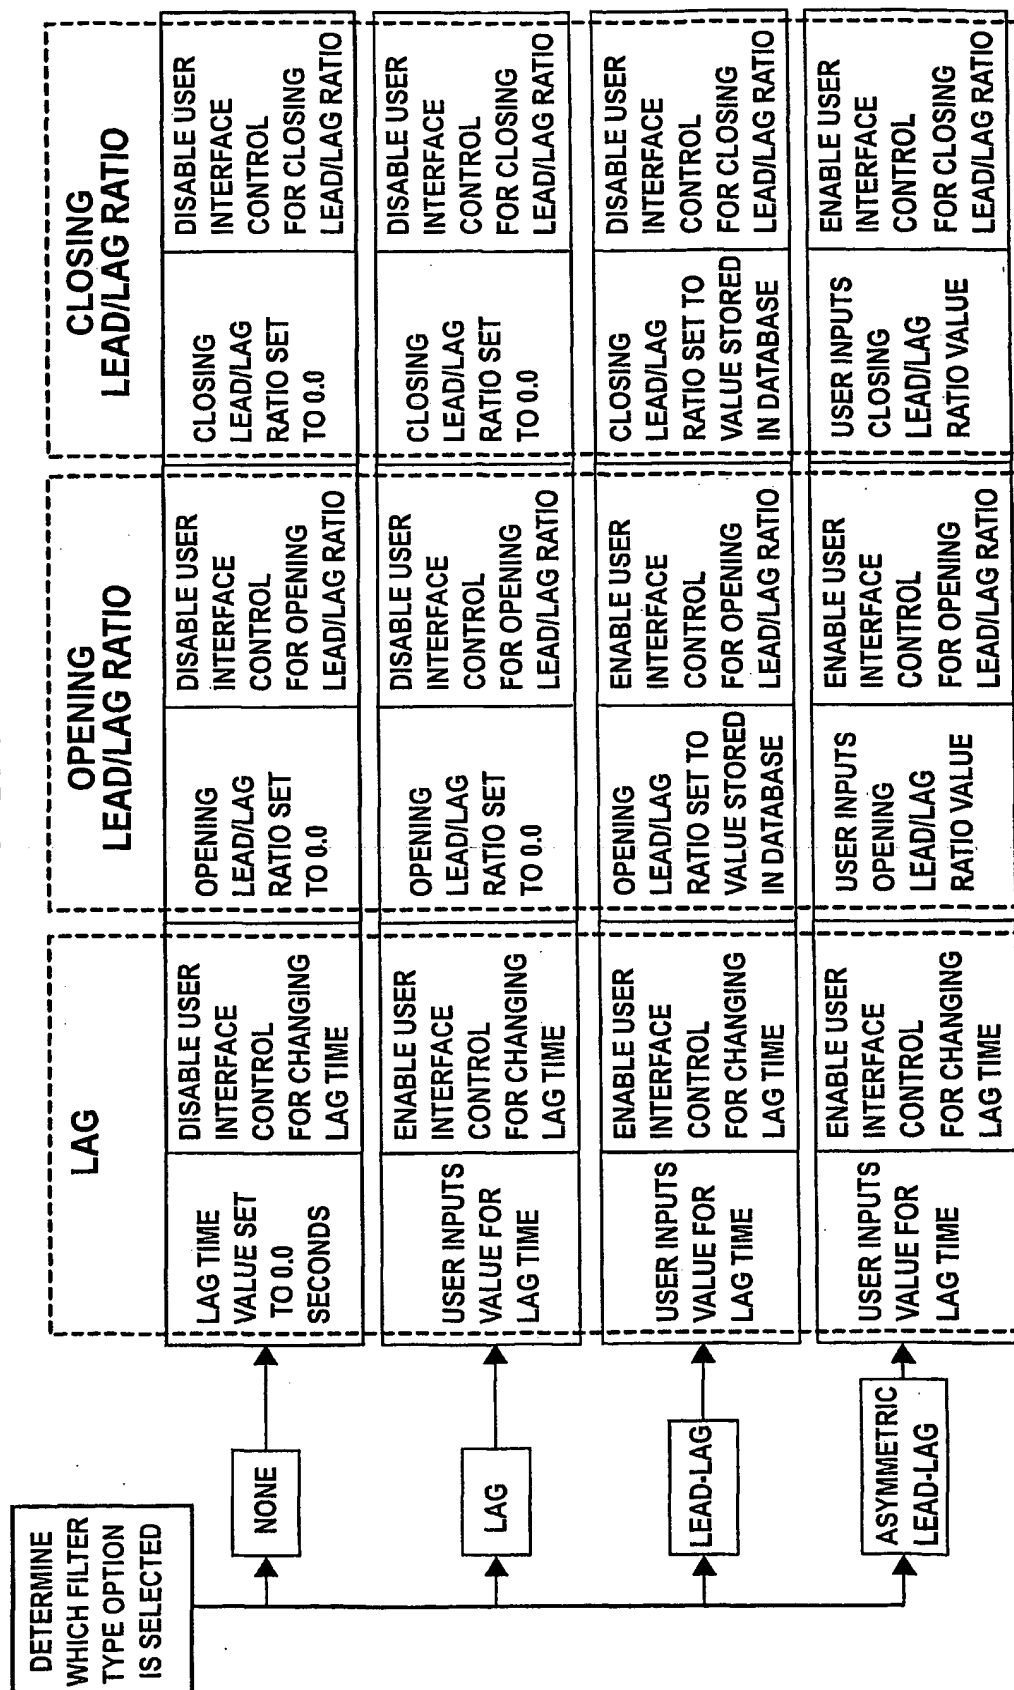 DETERMINE
WHICH FILTER
TYPE OPTION
IS SELECTED
LAG
OPENING
LEAD/LAG RATIO
CLOSING
LEAD/LAG RATIO
NONE
LAG TIME
VALUE SET
TO 0.0
SECONDS
DISABLE USER
INTERFACE
CONTROL
FOR CHANGING
LAG TIME
OPENING
LEAD/LAG
RATIO SET
TO 0.0
DISABLE USER
INTERFACE
CONTROL
FOR OPENING
LEAD/LAG RATIO
CLOSING
LEAD/LAG
RATIO SET
TO 0.0
DISABLE USER
INTERFACE
CONTROL
FOR CLOSING
LEAD/LAG RATIO
LAG
USER INPUTS
VALUE FOR
LAG TIME
ENABLE USER
INTERFACE
CONTROL
FOR CHANGING
LAG TIME
OPENING
LEAD/LAG
RATIO SET
TO 0.0
DISABLE USER
INTERFACE
CONTROL
FOR OPENING
LEAD/LAG RATIO
CLOSING
LEAD/LAG
RATIO SET
TO 0.0
DISABLE USER
INTERFACE
CONTROL
FOR CLOSING
LEAD/LAG RATIO
LEAD-LAG
USER INPUTS
VALUE FOR
LAG TIME
ENABLE USER
INTERFACE
CONTROL
FOR CHANGING
LAG TIME
OPENING
LEAD/LAG
RATIO SET TO
VALUE STORED
IN DATABASE
ENABLE USER
INTERFACE
CONTROL
FOR OPENING
LEAD/LAG RATIO
CLOSING
LEAD/LAG
RATIO SET TO
VALUE STORED
IN DATABASE
DISABLE USER
INTERFACE
CONTROL
FOR CLOSING
LEAD/LAG RATIO
ASYMMETRIC
LEAD-LAG
USER INPUTS
VALUE FOR
LAG TIME
ENABLE USER
INTERFACE
CONTROL
FOR CHANGING
LAG TIME
USER INPUTS
OPENING
LEAD/LAG
RATIO VALUE
ENABLE USER
INTERFACE
CONTROL
FOR OPENING
LEAD/LAG RATIO
USER INPUTS
CLOSING
LEAD/LAG
RATIO VALUE
ENABLE USER
INTERFACE
CONTROL
FOR CLOSING
LEAD/LAG RATIO